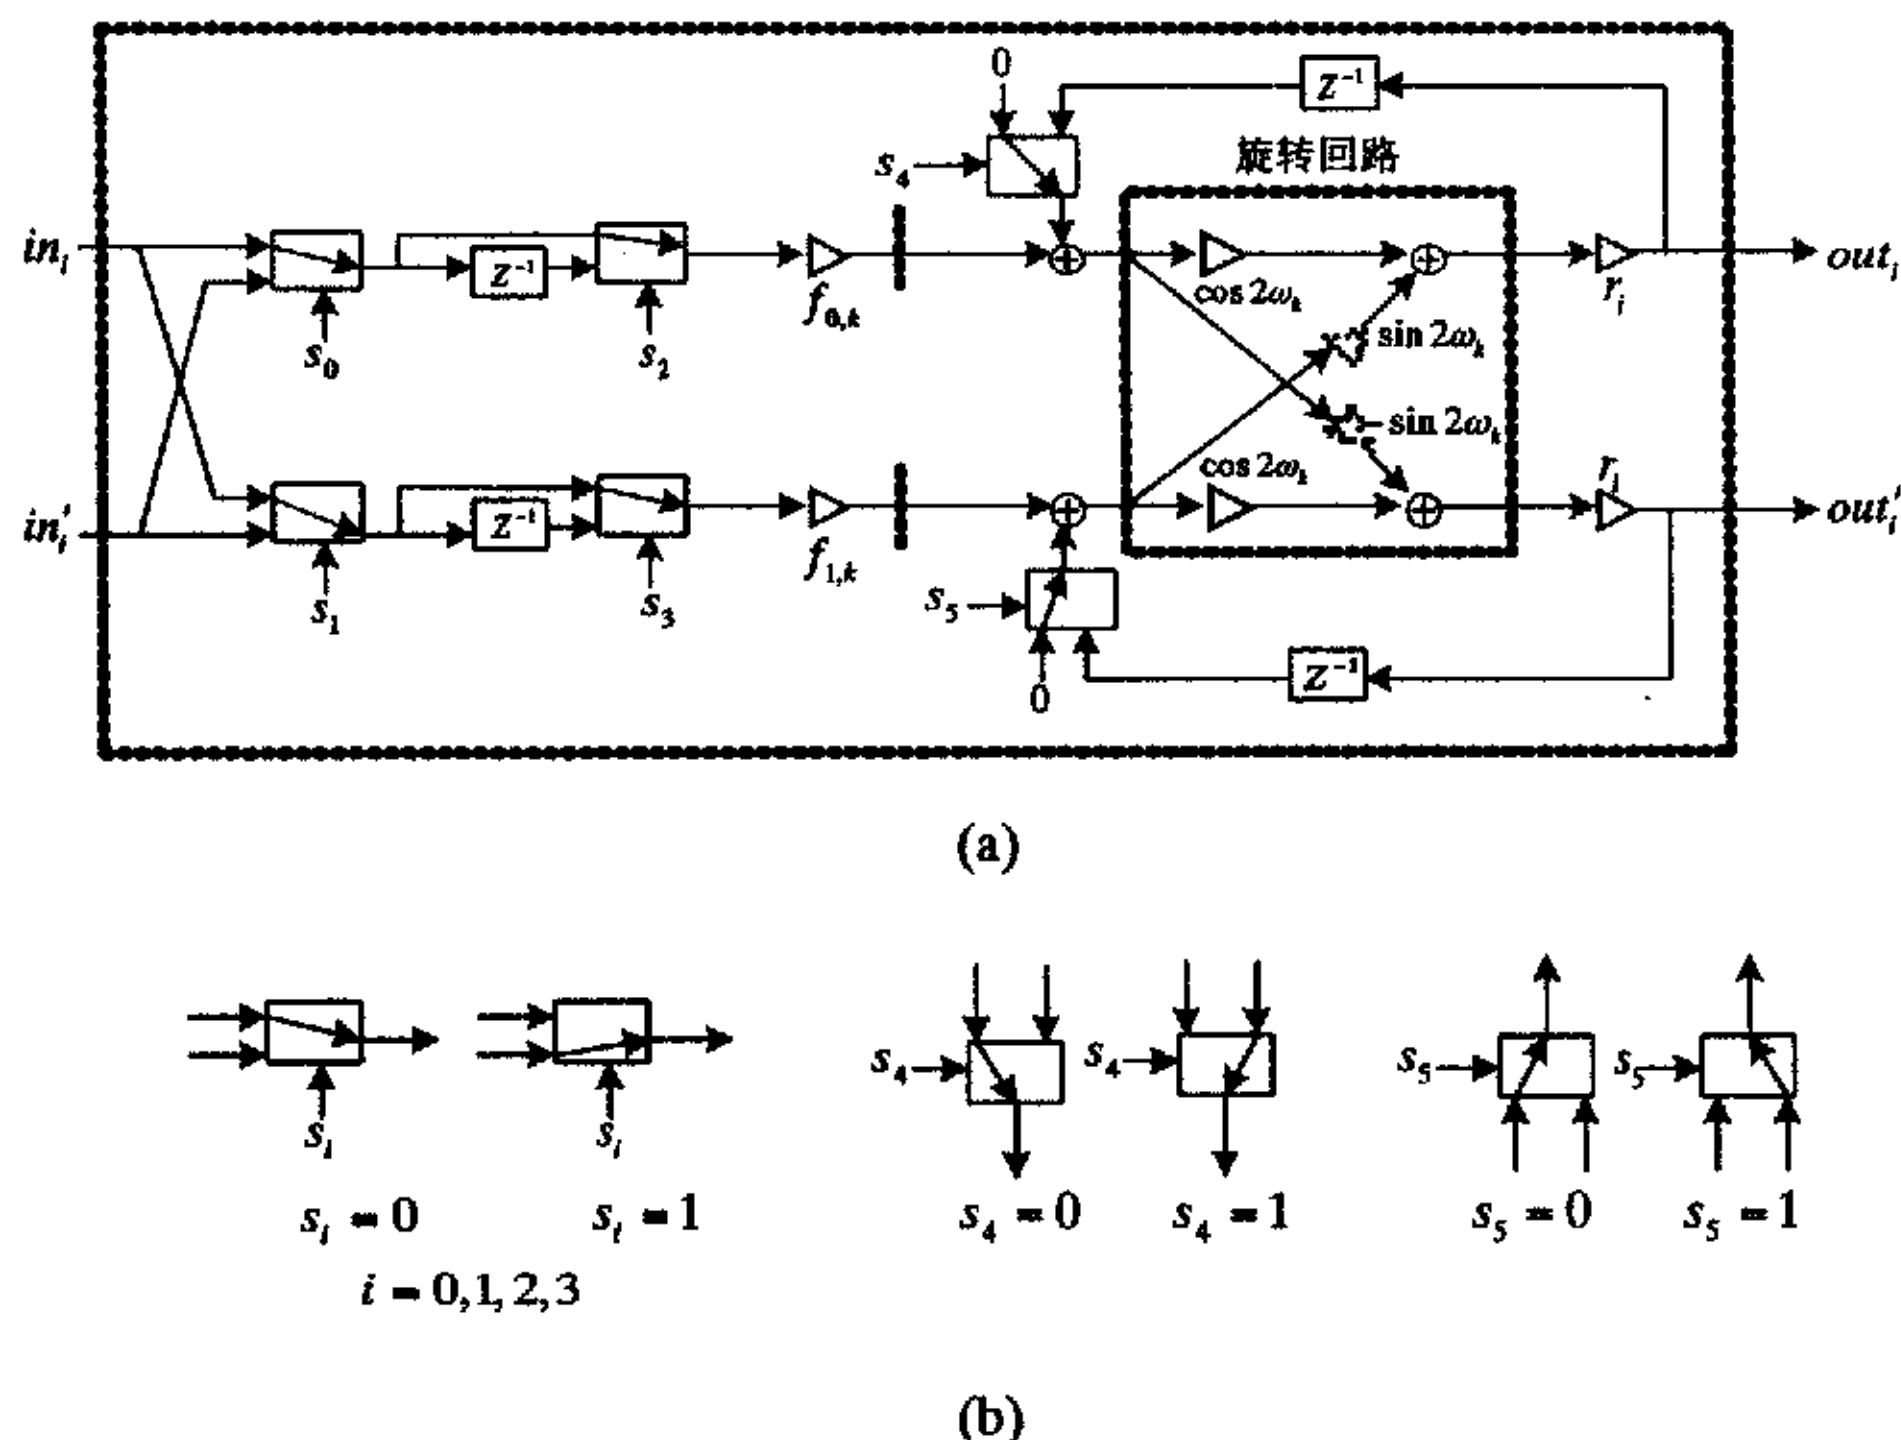 0
Z⁻¹
旋转回路
s₄
inᵢ
Z⁻¹
f₀,ₖ
cos 2ωₖ
rᵢ
outᵢ
s₀
s₂
sin 2ωₖ
− sin 2ωₖ
cos 2ωₖ
rᵢ
in'ᵢ
Z⁻¹
f₁,ₖ
out'ᵢ
s₁
s₃
s₅
0
Z⁻¹
(a)
s₄
s₄
s₅
s₅
sᵢ
sᵢ
sᵢ = 0
sᵢ = 1
s₄ = 0
s₄ = 1
s₅ = 0
s₅ = 1
i = 0,1,2,3
(b)